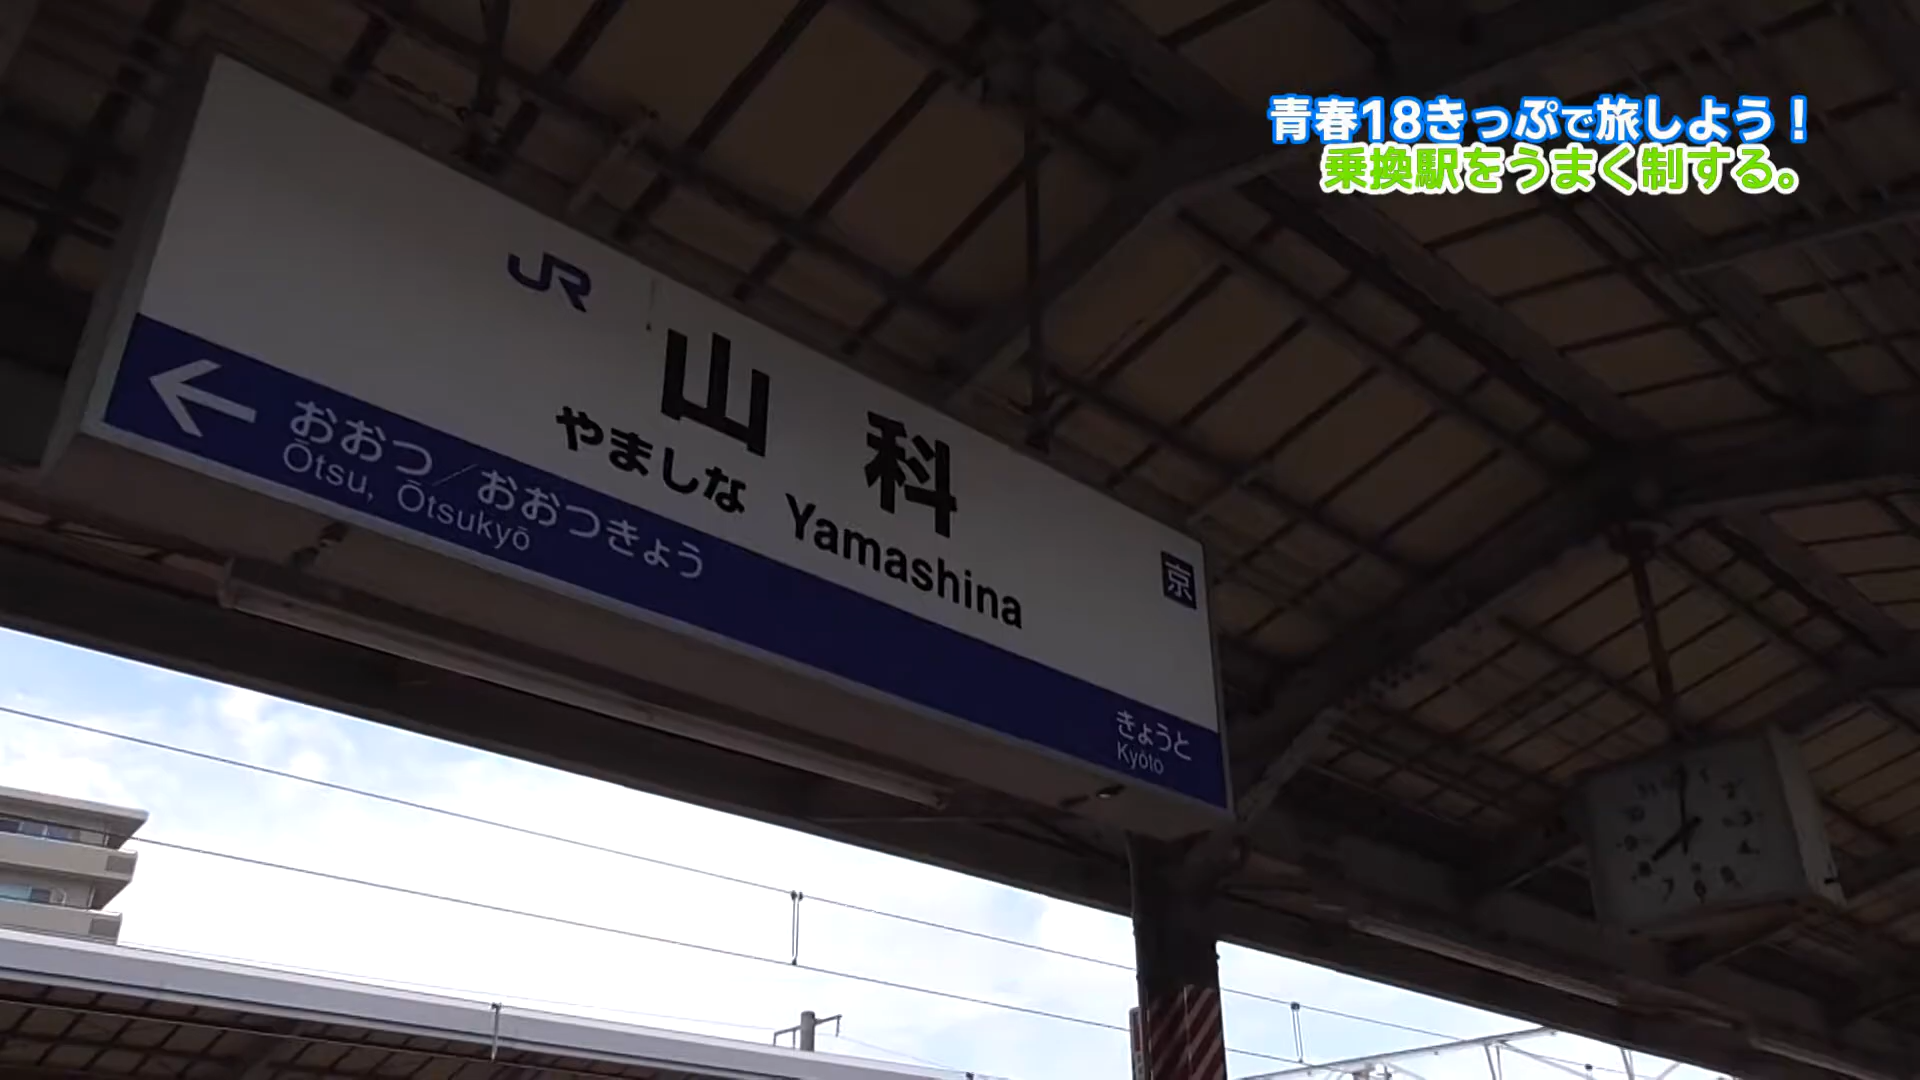 青春18きっぷで旅しよう！
乗換駅をうまく制する。
JR
山科
やましな Yamashina
京
おおつ／おおつきょう
Ōtsu, Ōtsukyō
きょうと
Kyōto